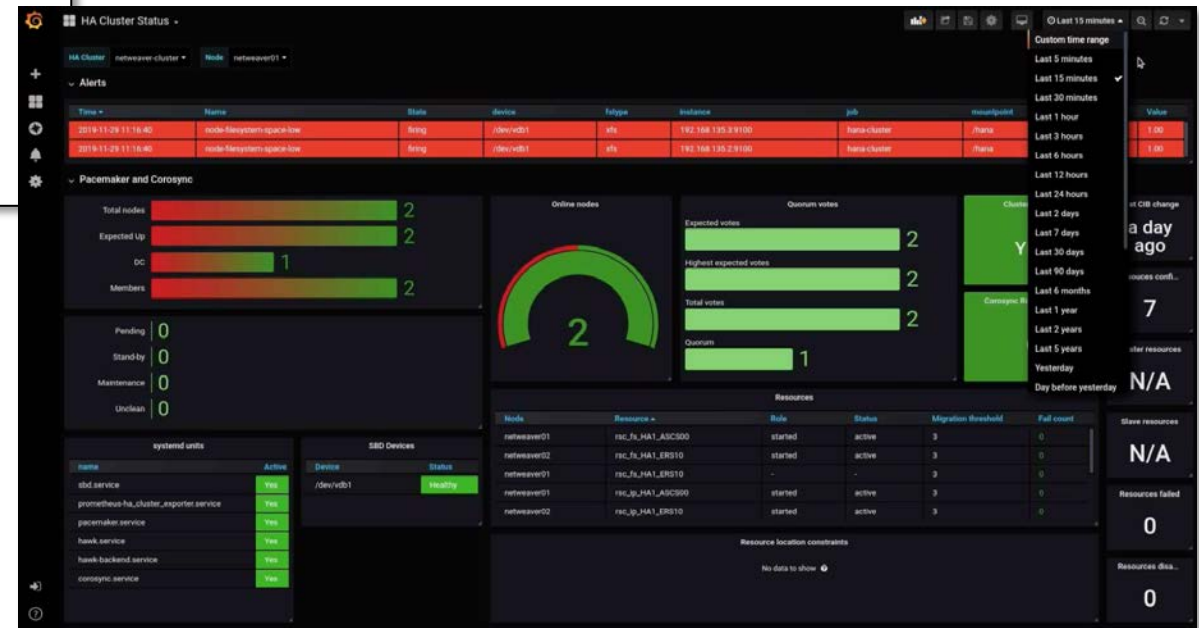 HA Cluster Status
Last 15 minutes
HA Cluster netweaver-cluster Node netweaver01
Custom time range
Last 5 minutes
Last 15 minutes
Last 30 minutes
Last 1 hour
Last 3 hours
Last 6 hours
Last 12 hours
Last 24 hours
Last 2 days
Last 7 days
Last 30 days
Last 90 days
Last 6 months
Last 1 year
Last 2 years
Last 5 years
Yesterday
Day before yesterday
Alerts
Time Name State device fstype instance job mountpoint Value
2019-11-29 11:16:40 node-filesystem-space-low firing /dev/vdb1 xfs 192.168.135.3:9100 hana-cluster /hana 1.00
2019-11-29 11:16:40 node-filesystem-space-low firing /dev/vdb1 xfs 192.168.135.2:9100 hana-cluster /hana 1.00
Pacemaker and Corosync
Total nodes 2
Expected Up 2
DC 1
Members 2
Pending 0
Stand-by 0
Maintenance 0
Unclean 0
Online nodes
2
Quorum votes
Expected votes
2
Highest expected votes
2
Total votes
2
Quorum
1
Cluste
Y
Corosync R
st CIB change
a day
ago
ouces confi...
7
ster resources
N/A
Slave resources
N/A
Resources failed
0
Resources disa...
0
systemd units
name Active
sbd.service Yes
prometheus-ha_cluster_exporter.service Yes
pacemaker.service Yes
hawk.service Yes
hawk-backend.service Yes
corosync.service Yes
SBD Devices
Device Status
/dev/vdb1 Healthy
Resources
Node Resource Role Status Migration threshold Fail count
netweaver01 rsc_fs_HA1_ASCS00 started active 3 0
netweaver02 rsc_fs_HA1_ERS10 started active 3 0
netweaver01 rsc_fs_HA1_ERS10 - - 3 0
netweaver01 rsc_ip_HA1_ASCS00 started active 3 0
netweaver02 rsc_ip_HA1_ERS10 started active 3 0
Resource location constraints
No data to show